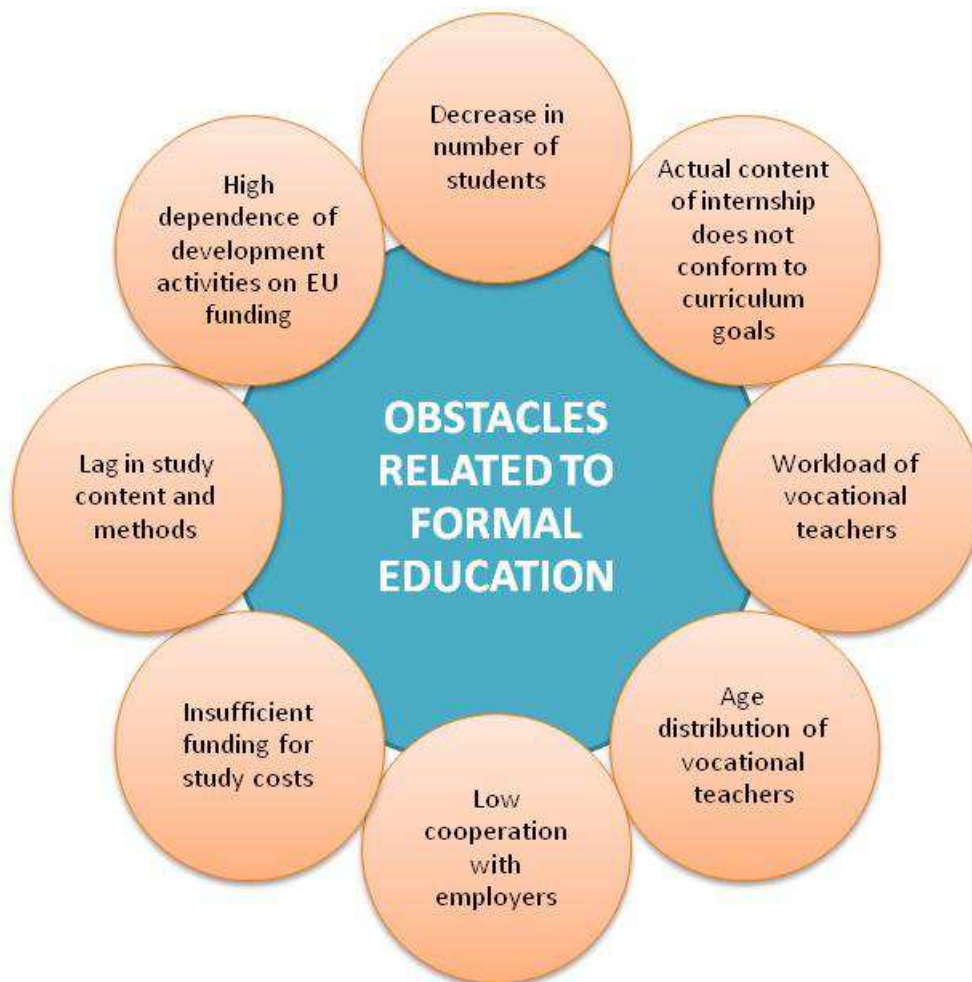 Decrease in
number of
students
Actual content
of internship
does not
conform to
curriculum
goals
Workload of
vocational
teachers
Age
distribution of
vocational
teachers
Low
cooperation
with
employers
Insufficient
funding for
study costs
Lag in study
content and
methods
High
dependence of
development
activities on EU
funding
OBSTACLES
RELATED TO
FORMAL
EDUCATION